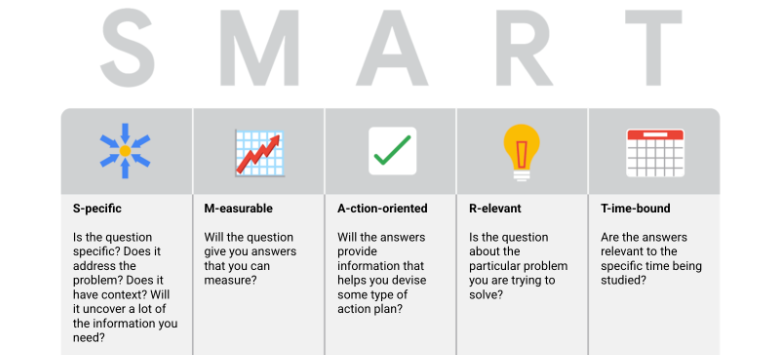 S M A R T
S-pecific
Is the question
specific? Does it
address the
problem? Does it
have context? Will
it uncover a lot of
the information you
need?
M-easurable
Will the question
give you answers
that you can
measure?
A-ction-oriented
Will the answers
provide
information that
helps you devise
some type of
action plan?
R-elevant
Is the question
about the
particular problem
you are trying to
solve?
T-ime-bound
Are the answers
relevant to the
specific time being
studied?